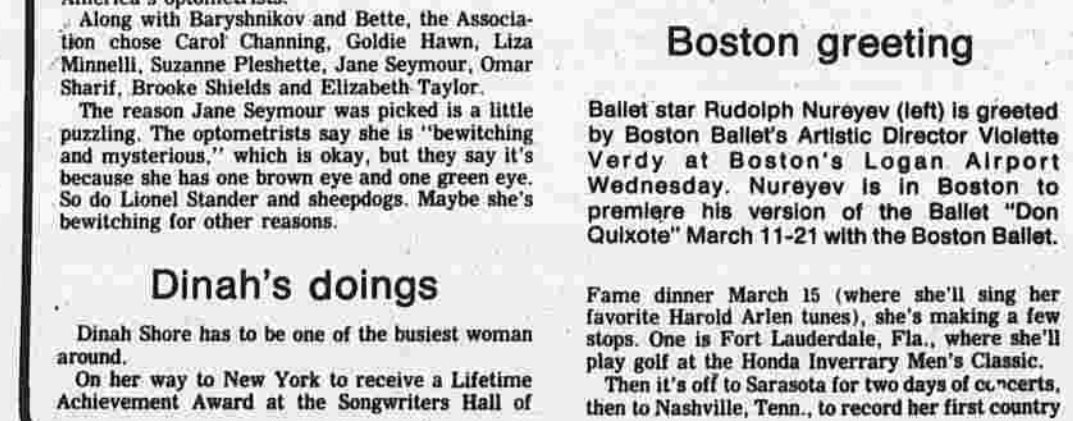 America's optometrists.
Along with Baryshnikov and Bette, the Associa-
tion chose Carol Channing, Goldie Hawn, Liza
Minnelli, Suzanne Pleshette, Jane Seymour, Omar
Sharif, Brooke Shields and Elizabeth Taylor.
The reason Jane Seymour was picked is a little
puzzling. The optometrists say she is "bewitching
and mysterious," which is okay, but they say it's
because she has one brown eye and one green eye.
So do Lionel Stander and sheepdogs. Maybe she's
bewitching for other reasons.
Dinah's doings
Dinah Shore has to be one of the busiest woman
around.
On her way to New York to receive a Lifetime
Achievement Award at the Songwriters Hall of
Boston greeting
Ballet star Rudolph Nureyev (left) is greeted
by Boston Ballet's Artistic Director Violette
Verdy at Boston's Logan Airport
Wednesday. Nureyev is in Boston to
premiere his version of the Ballet "Don
Quixote" March 11-21 with the Boston Ballet.
Fame dinner March 15 (where she'll sing her
favorite Harold Arlen tunes), she's making a few
stops. One is Fort Lauderdale, Fla., where she'll
play golf at the Honda Inverrary Men's Classic.
Then it's off to Sarasota for two days of concerts,
then to Nashville, Tenn., to record her first country